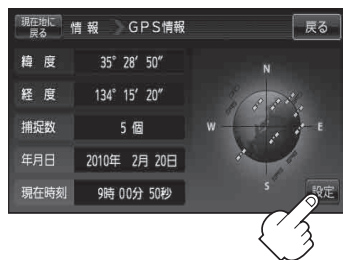 現在地に
戻る
情報 GPS情報
戻る
緯度 35° 28′ 50″
経度 134° 15′ 20″
捕捉数 5 個
年月日 2010年 2月 20日
現在時刻 9時 00分 50秒
N
W E
S
設定